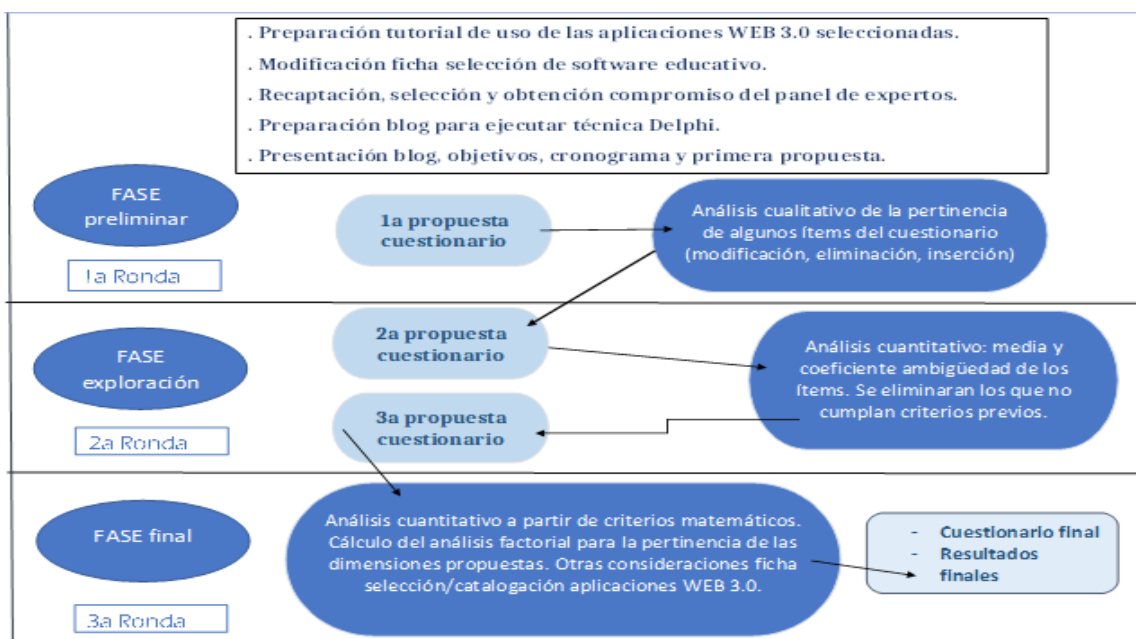 . Preparación tutorial de uso de las aplicaciones WEB 3.0 seleccionadas.
. Modificación ficha selección de software educativo.
. Recaptación, selección y obtención compromiso del panel de expertos.
. Preparación blog para ejecutar técnica Delphi.
. Presentación blog, objetivos, cronograma y primera propuesta.
FASE
preliminar
1a Ronda
1a propuesta
cuestionario
Análisis cualitativo de la pertinencia
de algunos ítems del cuestionario
(modificación, eliminación, inserción)
FASE
exploración
2a Ronda
2a propuesta
cuestionario
Análisis cuantitativo: media y
coeficiente ambigüedad de los
ítems. Se eliminaran los que no
cumplan criterios previos.
3a propuesta
cuestionario
FASE final
3a Ronda
Análisis cuantitativo a partir de criterios matemáticos.
Cálculo del análisis factorial para la pertinencia de las
dimensiones propuestas. Otras consideraciones ficha
selección/catalogación aplicaciones WEB 3.0.
- Cuestionario final
- Resultados
- finales